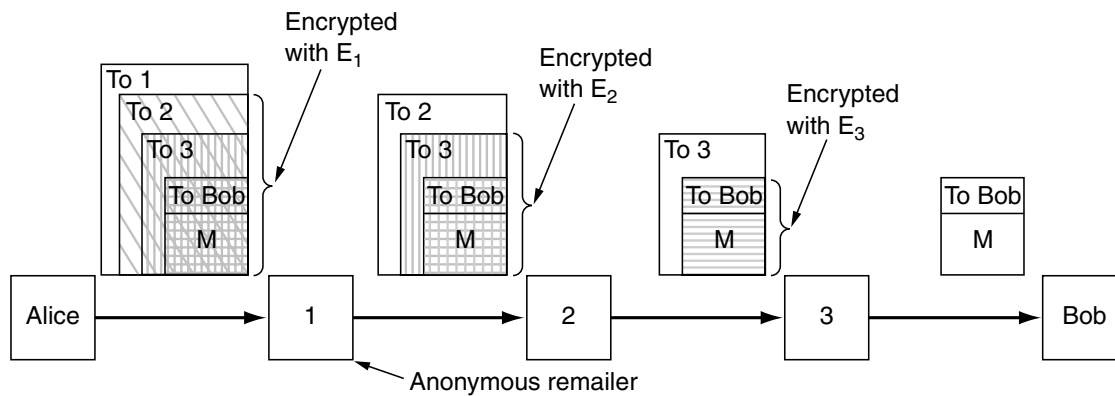 Encrypted
with E₁
To 1
To 2
To 3
To Bob
M
Encrypted
with E₂
To 2
To 3
To Bob
M
Encrypted
with E₃
To 3
To Bob
M
To Bob
M
Alice
1
2
3
Bob
Anonymous remailer